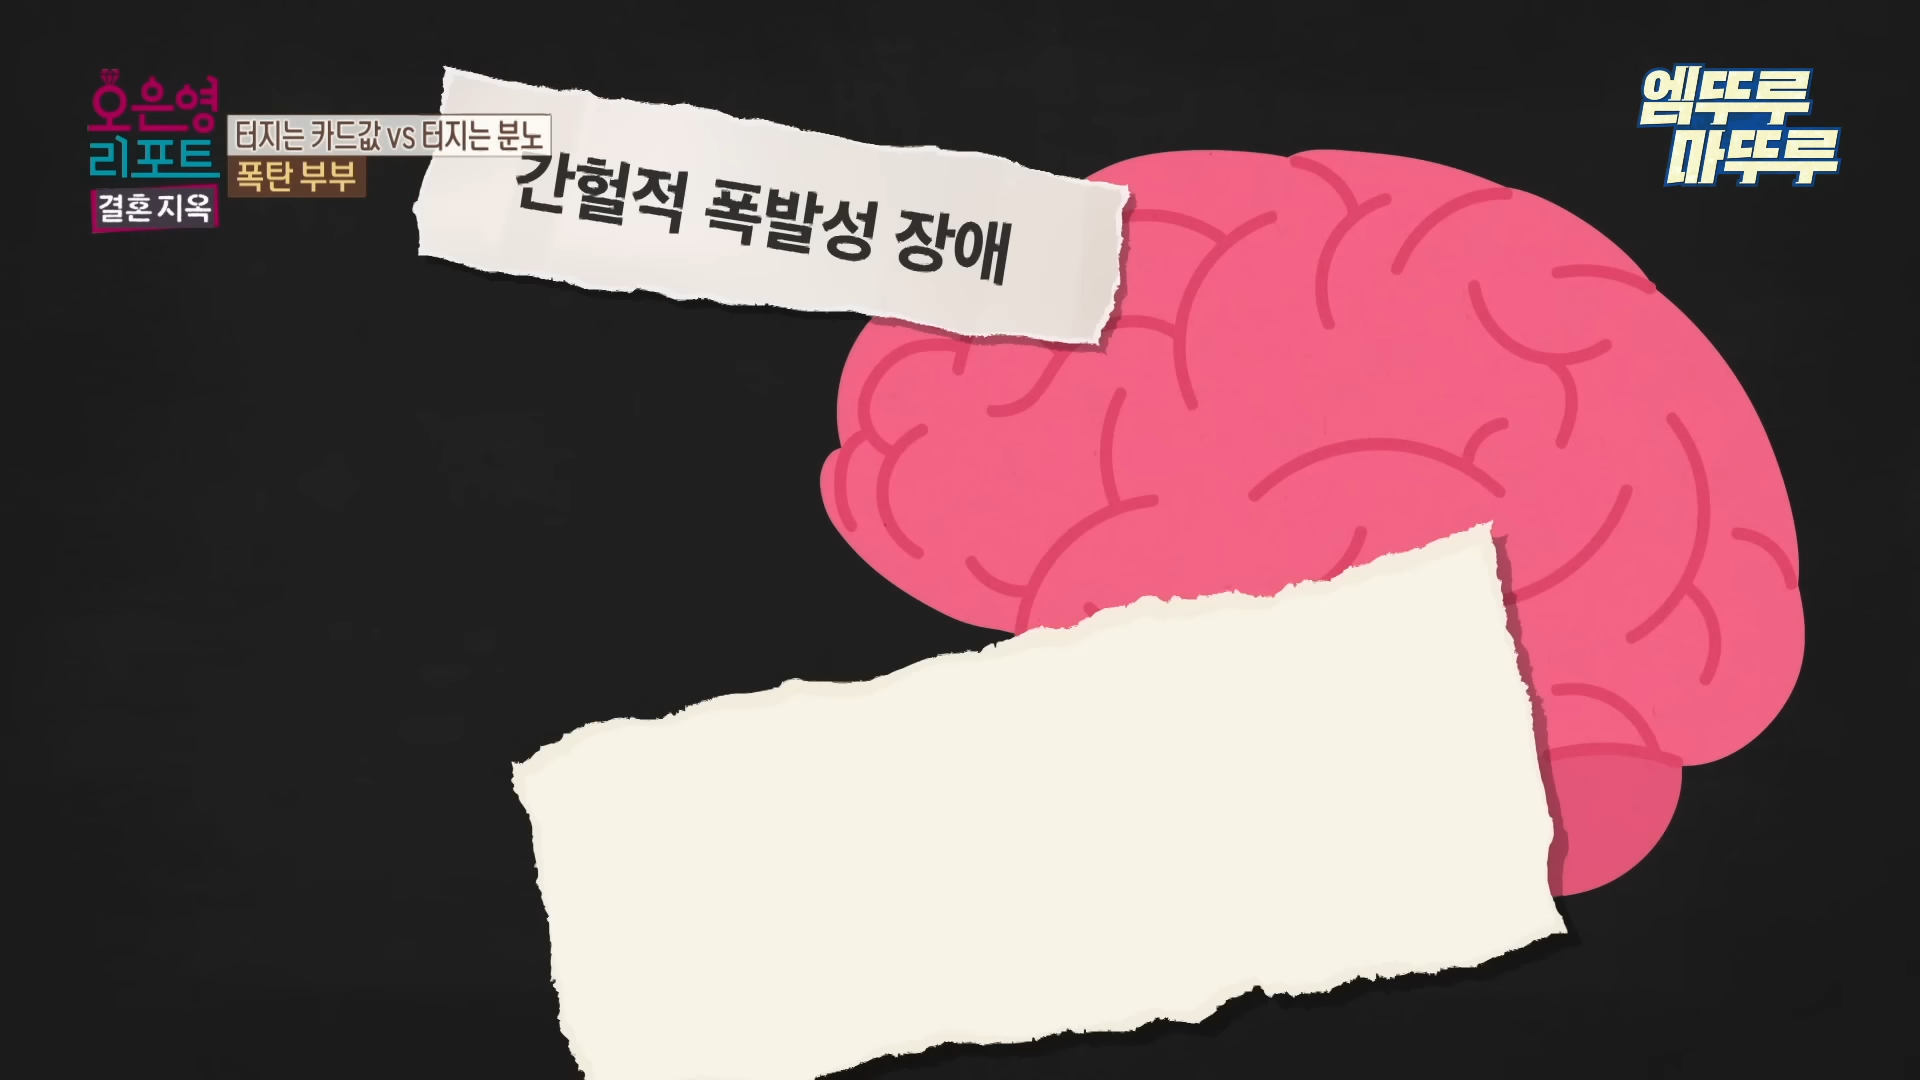 오은영
리포트
결혼 지옥
터지는 카드값 vs 터지는 분노
폭탄 부부
간헐적 폭발성 장애
엠뚜루
마뚜루